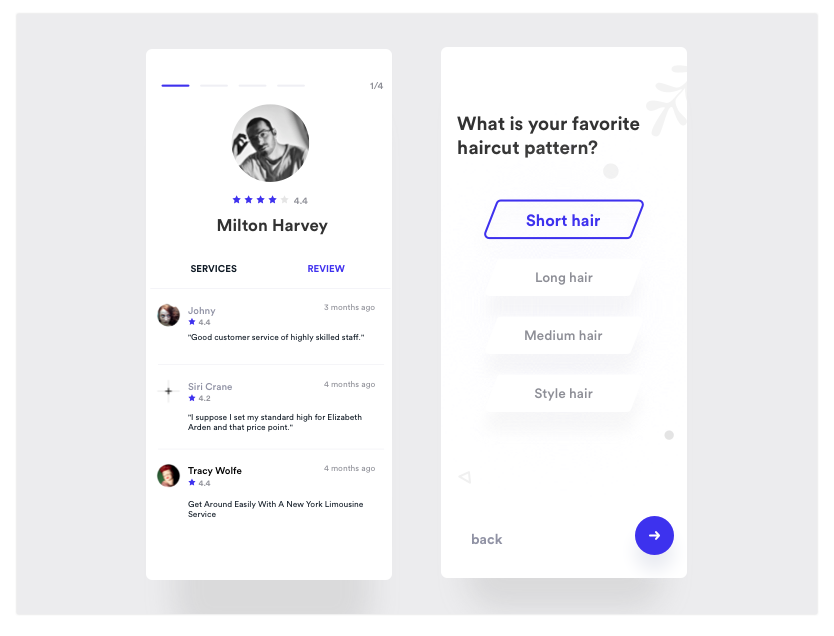 1/4
4.4
Milton Harvey
SERVICES
REVIEW
Johny
3 months ago
4.4
"Good customer service of highly skilled staff."
Siri Crane
4 months ago
4.2
"I suppose I set my standard high for Elizabeth
Arden and that price point."
Tracy Wolfe
4 months ago
4.4
Get Around Easily With A New York Limousine
Service
What is your favorite
haircut pattern?
Short hair
Long hair
Medium hair
Style hair
back